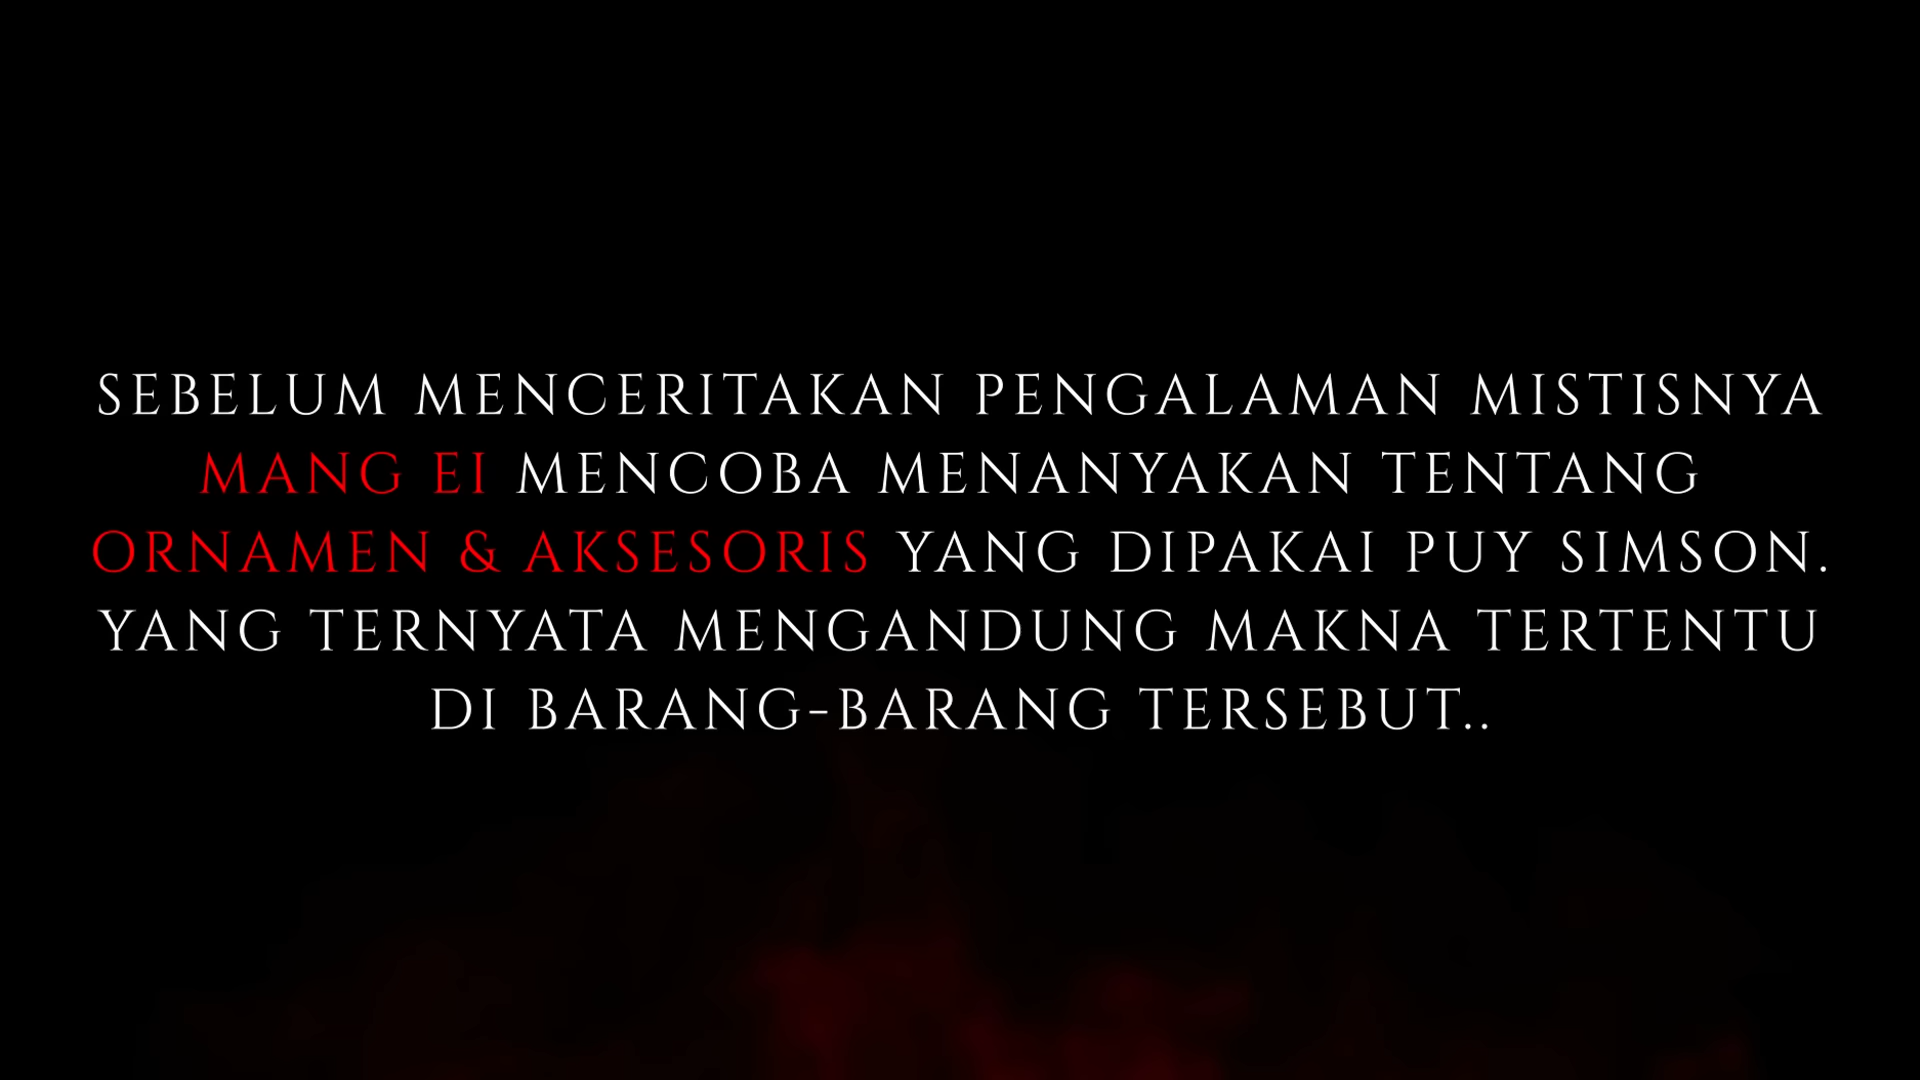 SEBELUM MENCERITAKAN PENGALAMAN MISTISNYA
MANG EI MENCOBA MENANYAKAN TENTANG
ORNAMEN & AKSESORIS YANG DIPAKAI PUY SIMSON.
YANG TERNYATA MENGANDUNG MAKNA TERTENTU
DI BARANG-BARANG TERSEBUT..